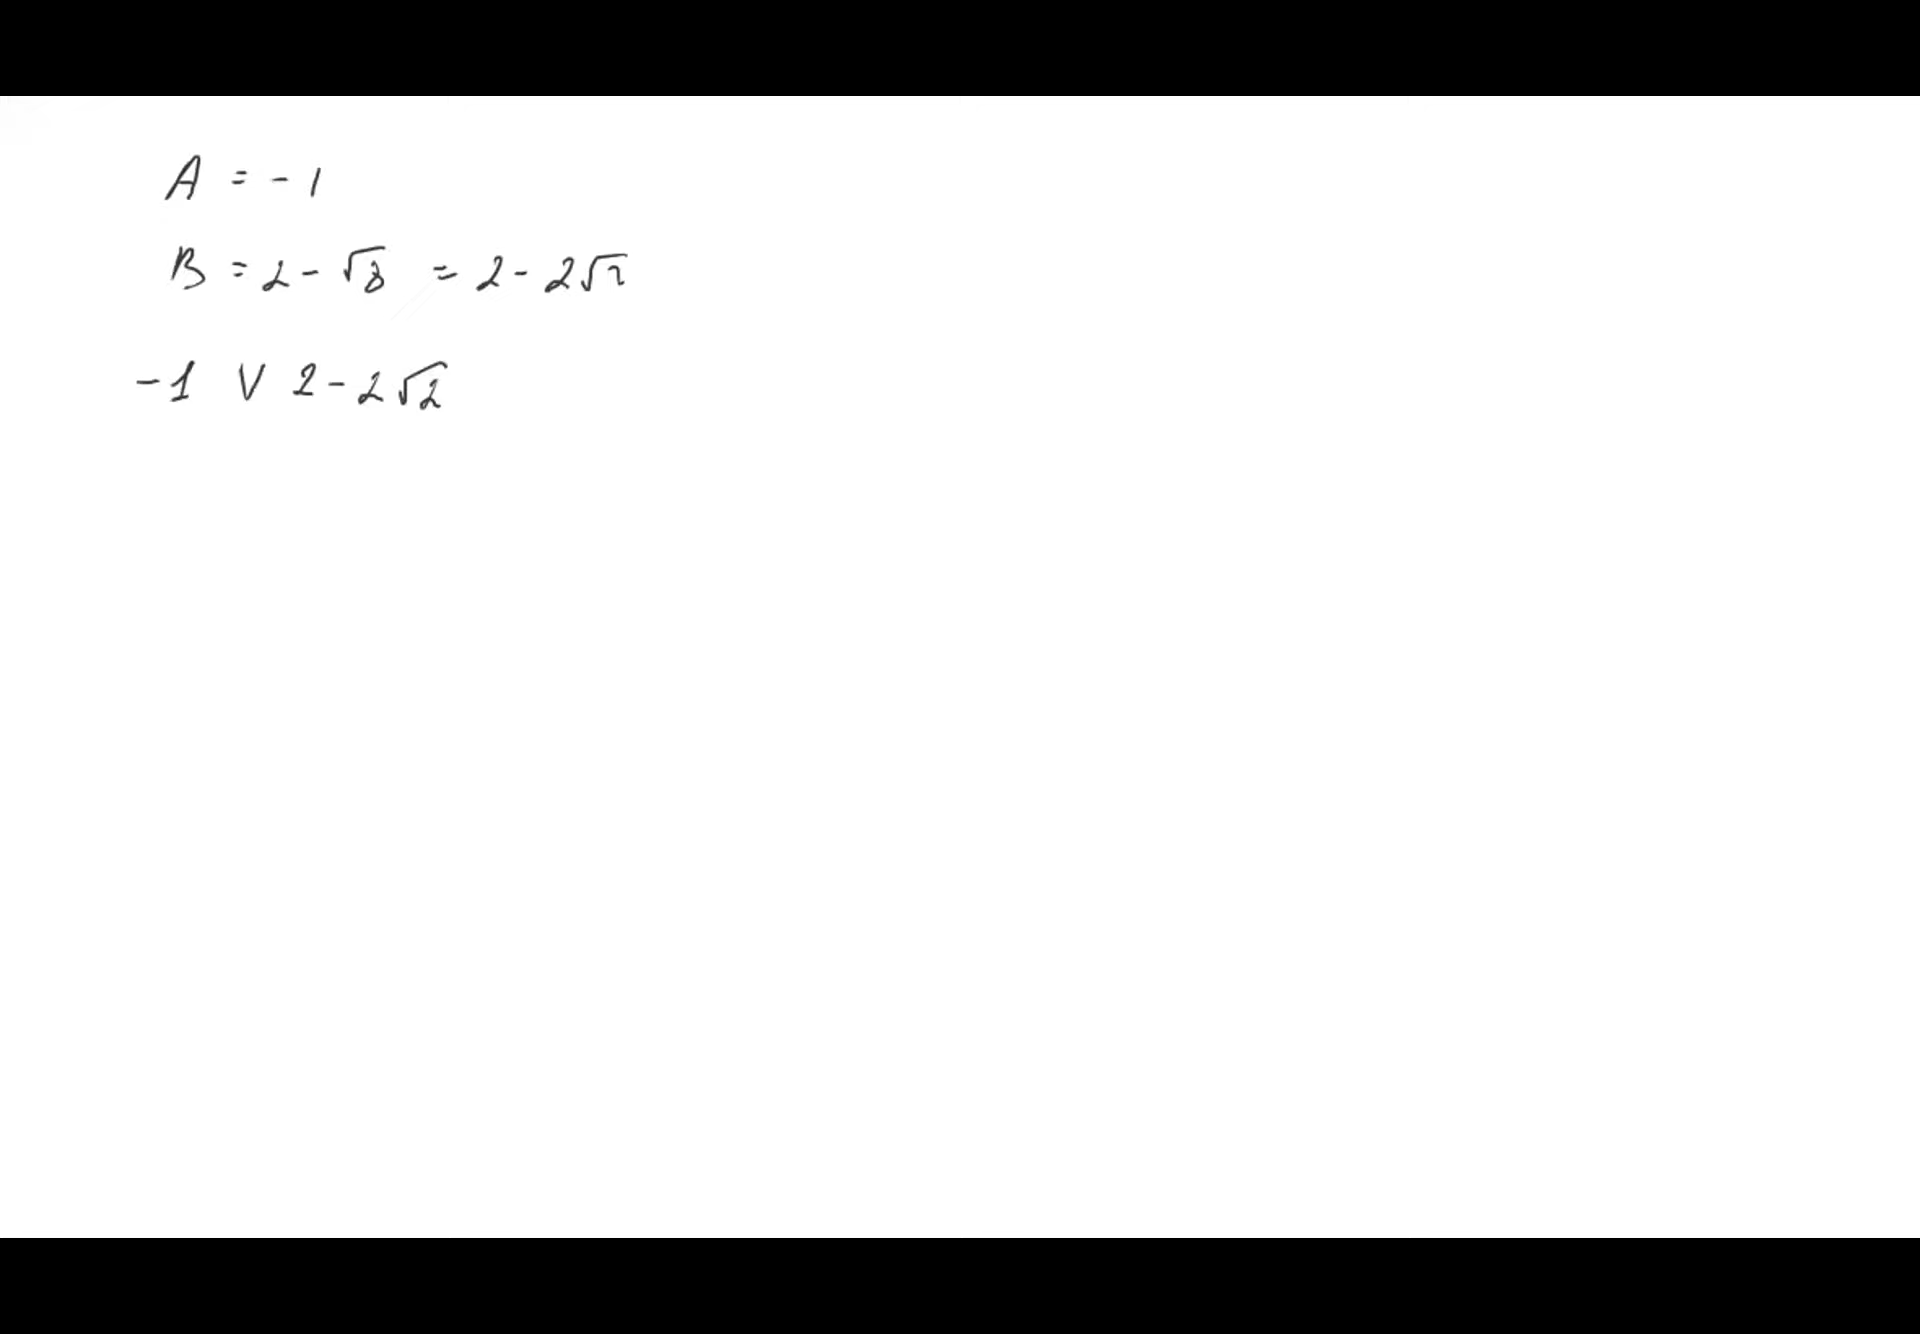 A = - 1
B = 2 - √8 = 2 - 2√2
-1 V 2 - 2√2